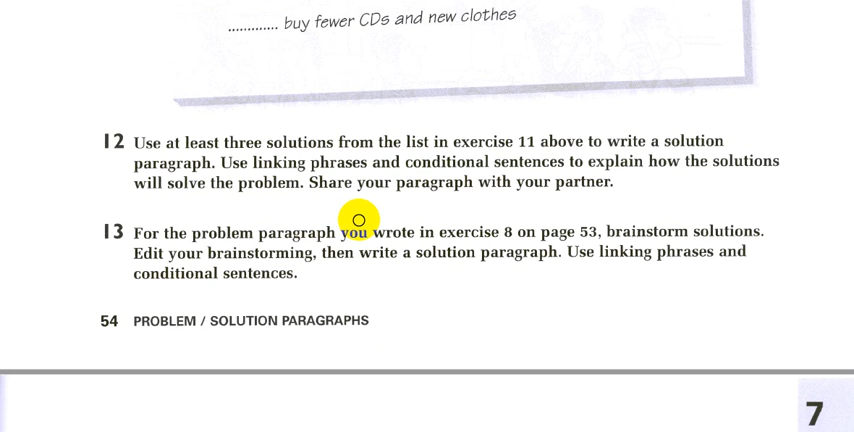 ............. buy fewer CDs and new clothes
12 Use at least three solutions from the list in exercise 11 above to write a solution
paragraph. Use linking phrases and conditional sentences to explain how the solutions
will solve the problem. Share your paragraph with your partner.
13 For the problem paragraph you wrote in exercise 8 on page 53, brainstorm solutions.
Edit your brainstorming, then write a solution paragraph. Use linking phrases and
conditional sentences.
54 PROBLEM / SOLUTION PARAGRAPHS
7